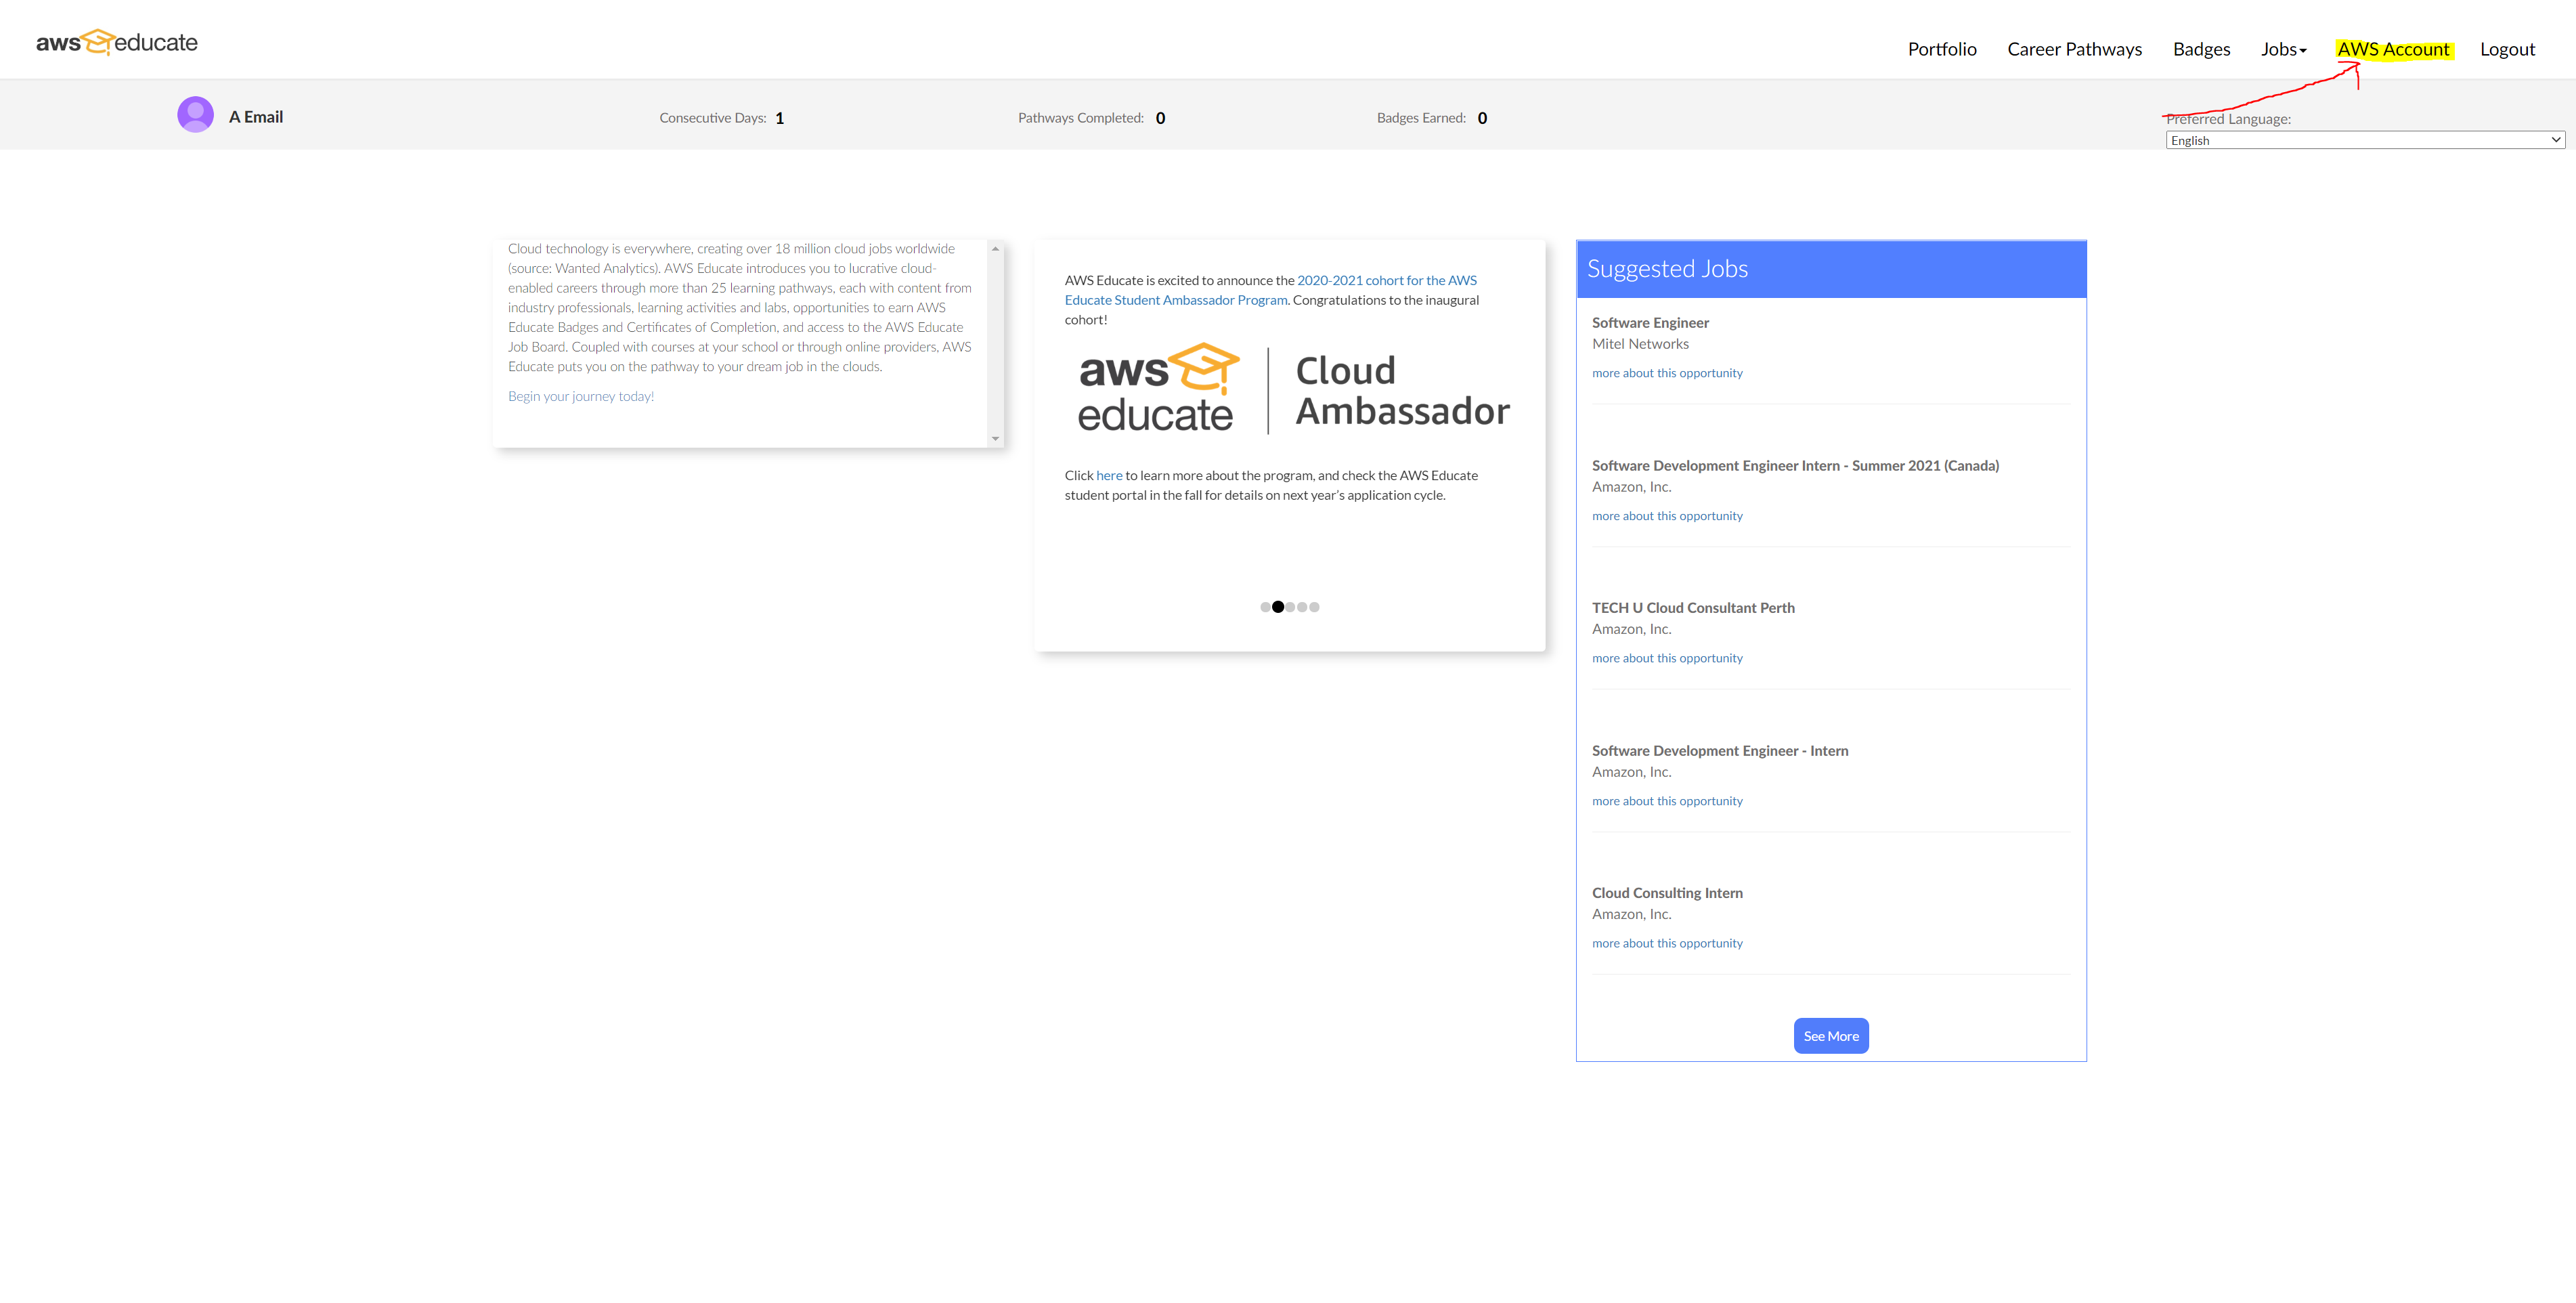 aws educate
Portfolio Career Pathways Badges Jobs AWS Account Logout
A Email
Consecutive Days: 1
Pathways Completed: 0
Badges Earned: 0
Preferred Language:
English
Cloud technology is everywhere, creating over 18 million cloud jobs worldwide
(source: Wanted Analytics). AWS Educate introduces you to lucrative cloud-
enabled careers through more than 25 learning pathways, each with content from
industry professionals, learning activities and labs, opportunities to earn AWS
Educate Badges and Certificates of Completion, and access to the AWS Educate
Job Board. Coupled with courses at your school or through online providers, AWS
Educate puts you on the pathway to your dream job in the clouds.
Begin your journey today!
AWS Educate is excited to announce the 2020-2021 cohort for the AWS
Educate Student Ambassador Program. Congratulations to the inaugural
cohort!
aws
educate
Cloud
Ambassador
Click here to learn more about the program, and check the AWS Educate
student portal in the fall for details on next year’s application cycle.
Suggested Jobs
Software Engineer
Mitel Networks
more about this opportunity
Software Development Engineer Intern - Summer 2021 (Canada)
Amazon, Inc.
more about this opportunity
TECH U Cloud Consultant Perth
Amazon, Inc.
more about this opportunity
Software Development Engineer - Intern
Amazon, Inc.
more about this opportunity
Cloud Consulting Intern
Amazon, Inc.
more about this opportunity
See More